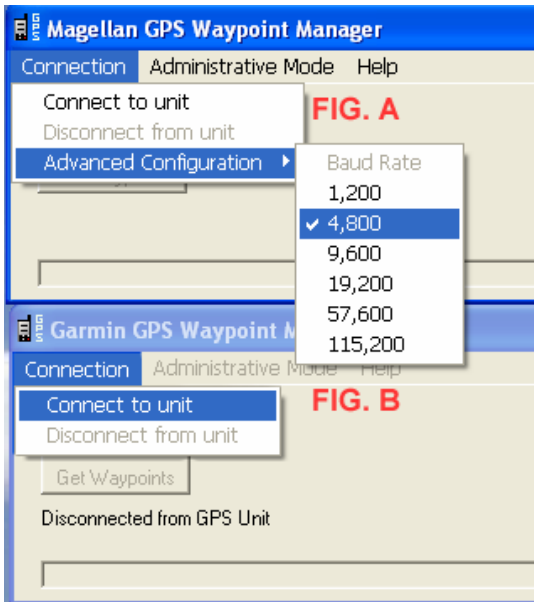 Magellan GPS Waypoint Manager
Connection Administrative Mode Help
Connect to unit
FIG. A
Disconnect from unit
Advanced Configuration
Baud Rate
1,200
4,800
9,600
19,200
57,600
115,200
Garmin GPS Waypoint
Connection Administrative Mode Help
Connect to unit
FIG. B
Disconnect from unit
Get Waypoints
Disconnected from GPS Unit